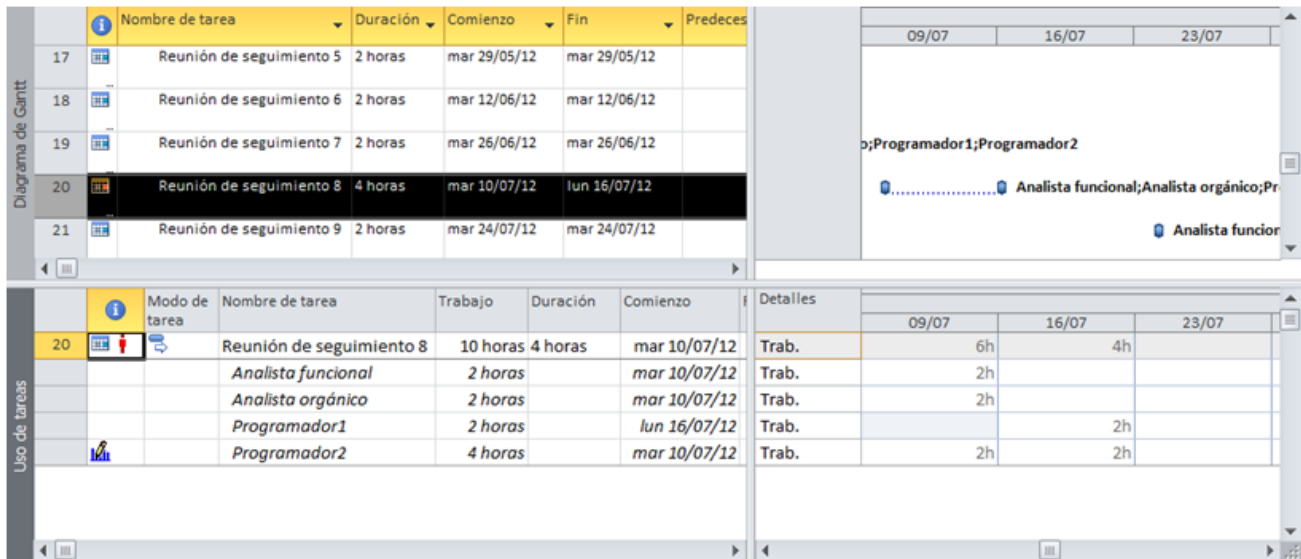 Diagrama de Gantt
Nombre de tarea Duración Comienzo Fin Predeces
09/07 16/07 23/07
17 Reunión de seguimiento 5 2 horas mar 29/05/12 mar 29/05/12
18 Reunión de seguimiento 6 2 horas mar 12/06/12 mar 12/06/12
19 Reunión de seguimiento 7 2 horas mar 26/06/12 mar 26/06/12 o;Programador1;Programador2
20 Reunión de seguimiento 8 4 horas mar 10/07/12 lun 16/07/12 Analista funcional;Analista orgánico;Pr
21 Reunión de seguimiento 9 2 horas mar 24/07/12 mar 24/07/12 Analista funcion
Uso de tareas
Modo de tarea Nombre de tarea Trabajo Duración Comienzo F Detalles
09/07 16/07 23/07
20 Reunión de seguimiento 8 10 horas 4 horas mar 10/07/12 Trab. 6h 4h
Analista funcional 2 horas mar 10/07/12 Trab. 2h
Analista orgánico 2 horas mar 10/07/12 Trab. 2h
Programador1 2 horas lun 16/07/12 Trab. 2h
Programador2 4 horas mar 10/07/12 Trab. 2h 2h